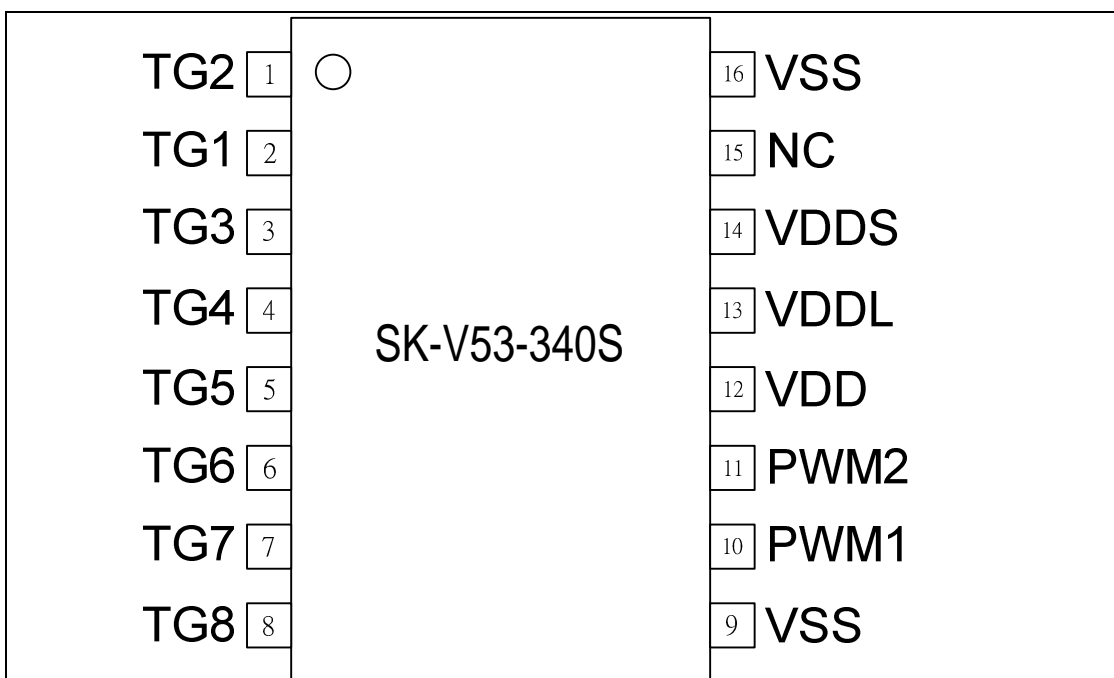 TG2 1 16 VSS
TG1 2 15 NC
TG3 3 14 VDDS
TG4 4 13 VDDL
SK-V53-340S
TG5 5 12 VDD
TG6 6 11 PWM2
TG7 7 10 PWM1
TG8 8 9 VSS